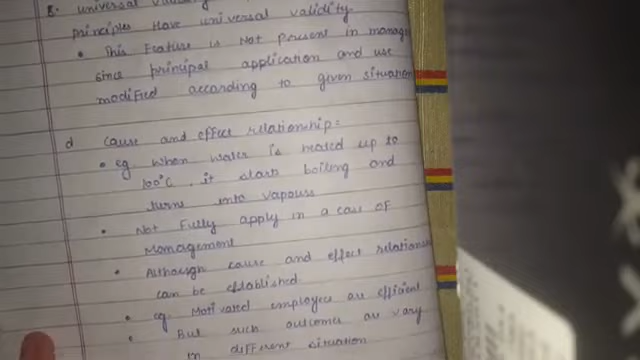 universal
principles Have universal validity.
• This Feature is Not Present in manage
since principal application and use
modified according to given situation
d cause and effect relationship:
• eg when water is heated up to
100°C, it start boiling and
turns into vapours
• Not Fully apply in a case of
Management
• Although cause and effect relations
can be established.
• eg. Motivated employees are efficient
• But such outcomes are vary
in different situation